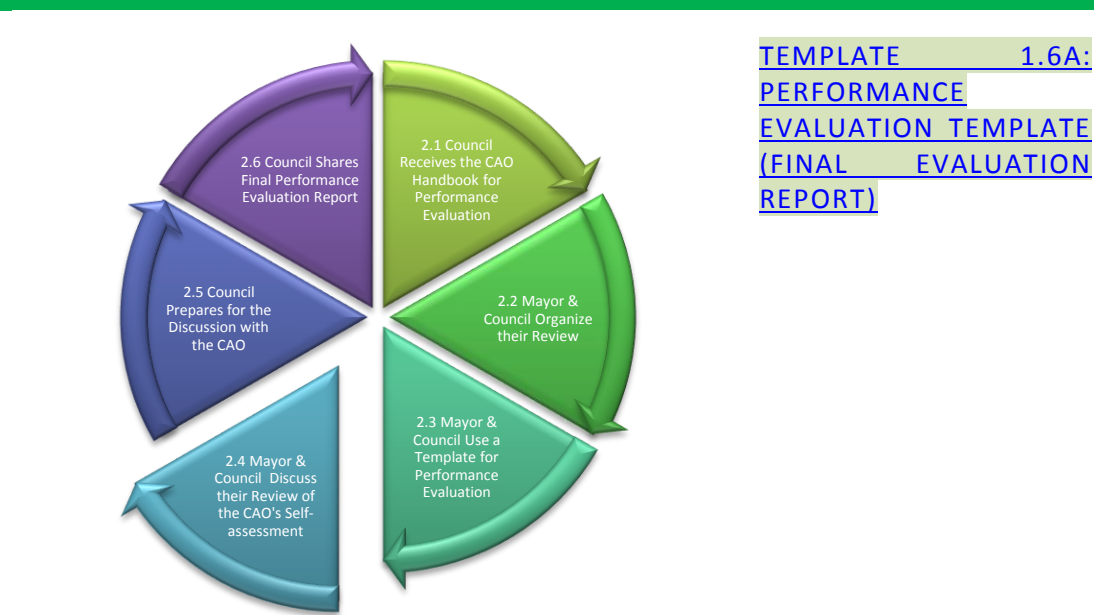 2.1 Council
Receives the CAO
Handbook for
Performance
Evaluation
2.2 Mayor &
Council Organize
their Review
2.3 Mayor &
Council Use a
Template for
Performance
Evaluation
2.4 Mayor &
Council Discuss
their Review of
the CAO's Self-
assessment
2.5 Council
Prepares for the
Discussion with
the CAO
2.6 Council Shares
Final Performance
Evaluation Report
TEMPLATE 1.6A:
PERFORMANCE
EVALUATION TEMPLATE
(FINAL EVALUATION
REPORT)